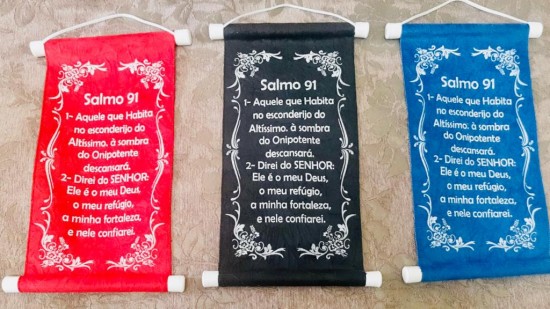 Salmo 91
1- Aquele que Habita
no esconderijo do
Altíssimo. à sombra
do Onipotente
descansará.
2- Direi do SENHOR:
Ele é o meu Deus,
o meu refúgio,
a minha fortaleza,
e nele confiarei.
Salmo 91
1- Aquele que Habita
no esconderijo do
Altíssimo. à sombra
do Onipotente
descansará.
2- Direi do SENHOR:
Ele é o meu Deus,
o meu refúgio,
a minha fortaleza,
e nele confiarei.
Salmo 91
1- Aquele que Habita
no esconderijo do
Altíssimo. à sombra
do Onipotente
descansará.
2- Direi do SENHOR:
Ele é o meu Deus,
o meu refúgio,
a minha fortaleza,
e nele confiarei.